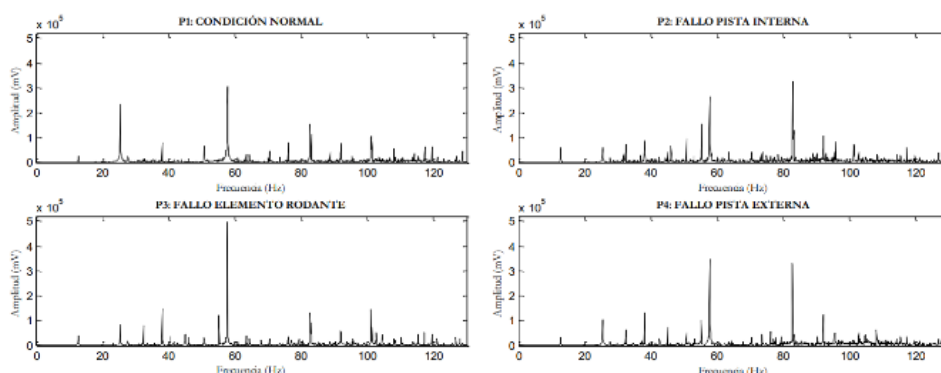 P1: CONDICIÓN NORMAL
x 10⁵
5
4
3
2
1
0
Amplitud (mV)
0 20 40 60 80 100 120
Frecuencia (Hz)
P2: FALLO PISTA INTERNA
x 10⁵
5
4
3
2
1
0
Amplitud (mV)
0 20 40 60 80 100 120
Frecuencia (Hz)
P3: FALLO ELEMENTO RODANTE
x 10⁵
5
4
3
2
1
0
Amplitud (mV)
0 20 40 60 80 100 120
Frecuencia (Hz)
P4: FALLO PISTA EXTERNA
x 10⁵
5
4
3
2
1
0
Amplitud (mV)
0 20 40 60 80 100 120
Frecuencia (Hz)